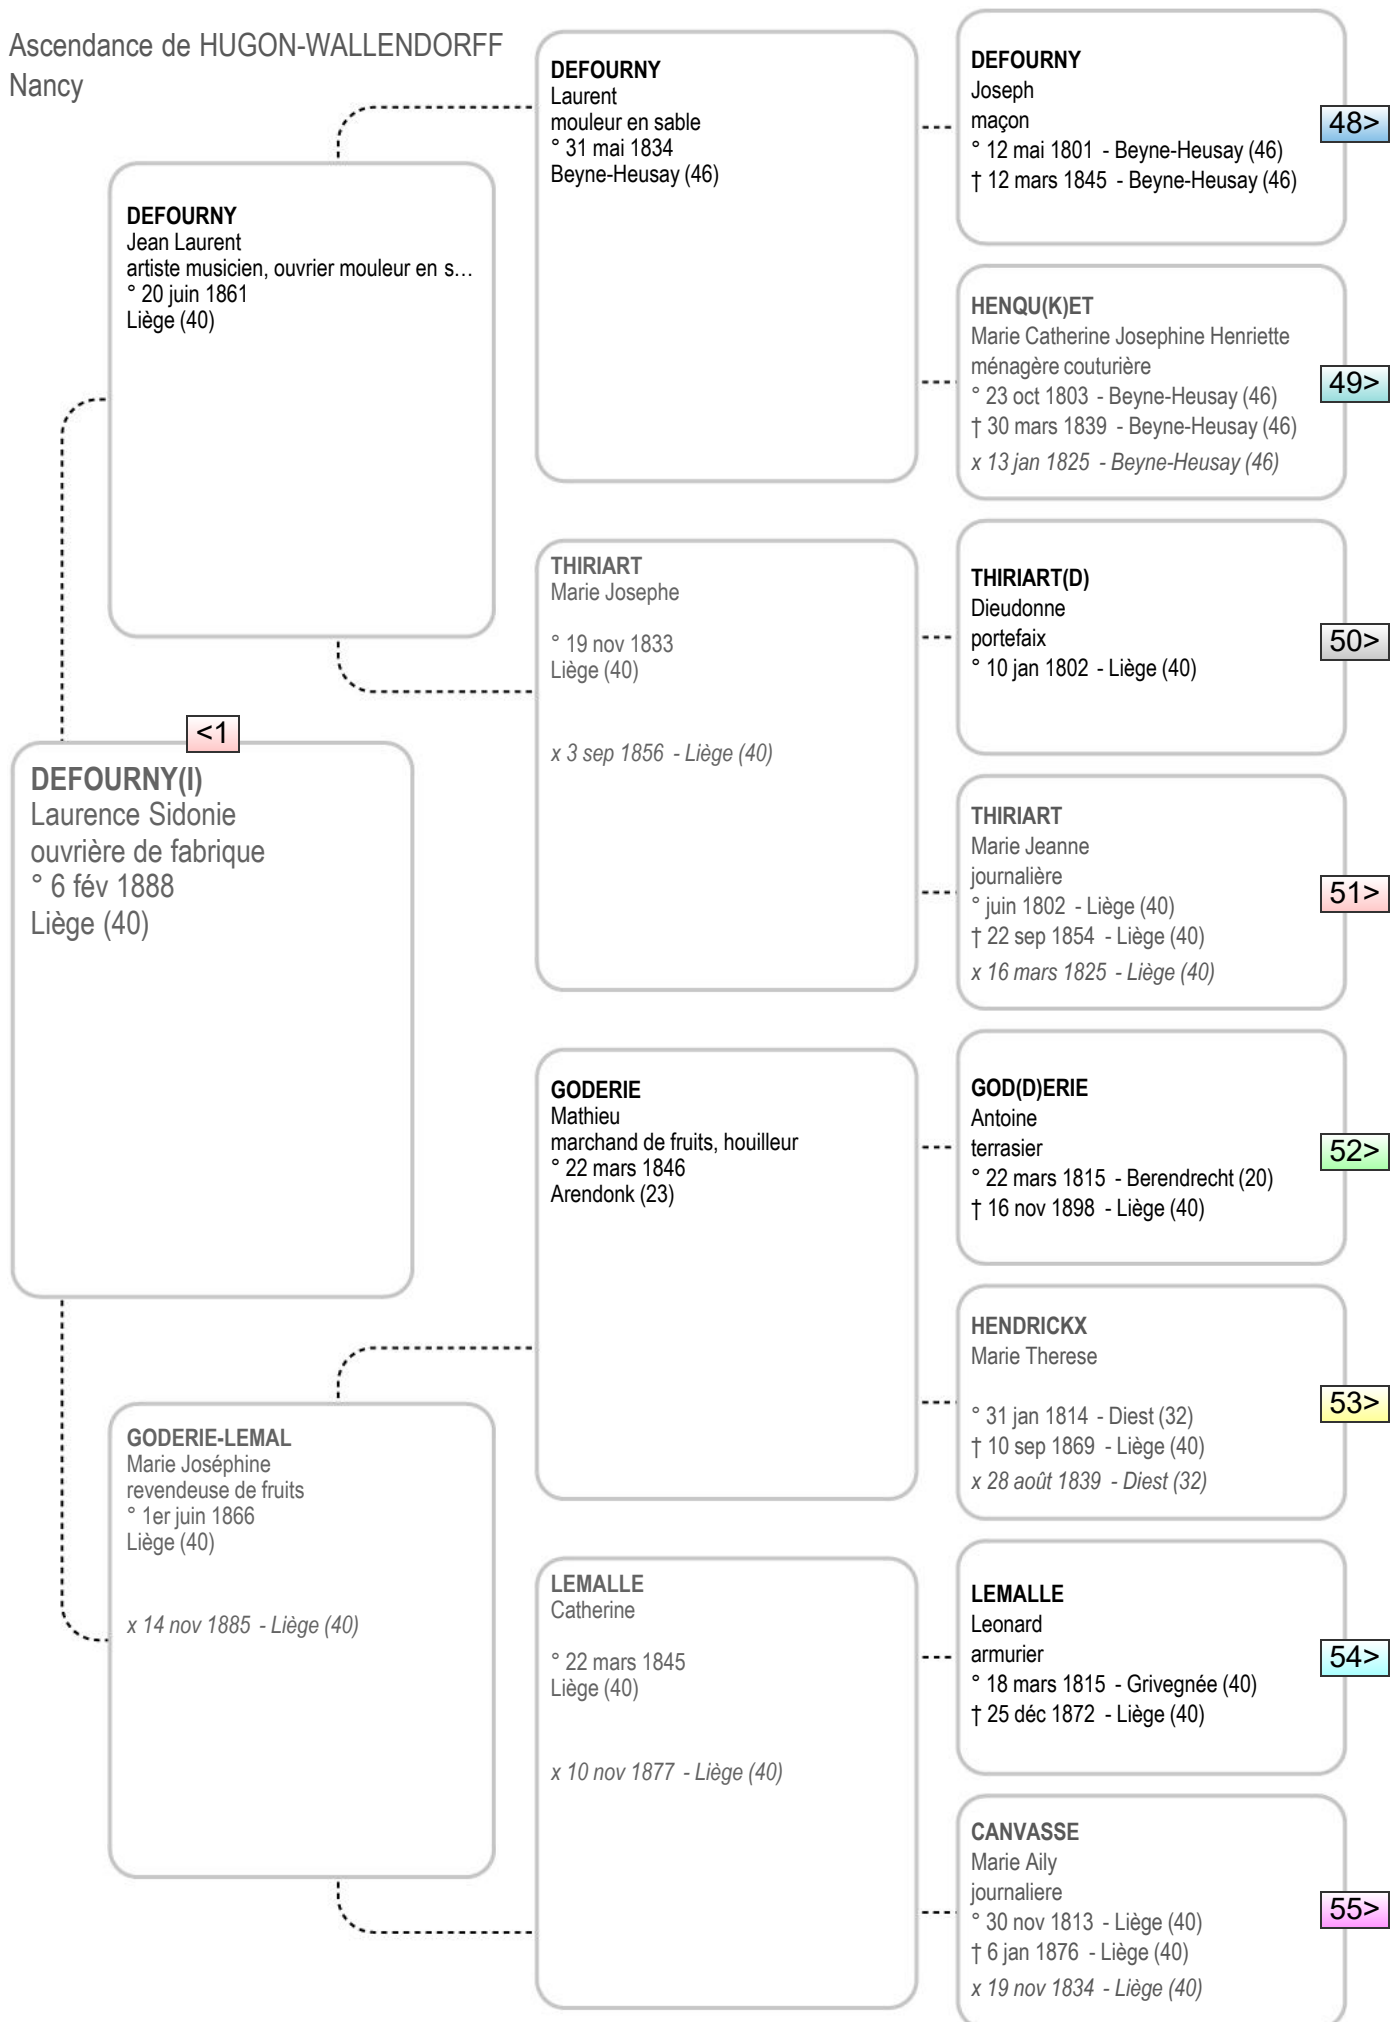 Ascendance de HUGON-WALLENDORFF
Nancy
<1
DEFOURNY(I)
Laurence Sidonie
ouvrière de fabrique
° 6 fév 1888
Liège (40)
DEFOURNY
Jean Laurent
artiste musicien, ouvrier mouleur en s…
° 20 juin 1861
Liège (40)
GODERIE-LEMAL
Marie Joséphine
revendeuse de fruits
° 1er juin 1866
Liège (40)
x 14 nov 1885 - Liège (40)
DEFOURNY
Laurent
mouleur en sable
° 31 mai 1834
Beyne-Heusay (46)
THIRIART
Marie Josephe
° 19 nov 1833
Liège (40)
x 3 sep 1856 - Liège (40)
GODERIE
Mathieu
marchand de fruits, houilleur
° 22 mars 1846
Arendonk (23)
LEMALLE
Catherine
° 22 mars 1845
Liège (40)
x 10 nov 1877 - Liège (40)
DEFOURNY
Joseph
maçon
° 12 mai 1801 - Beyne-Heusay (46)
† 12 mars 1845 - Beyne-Heusay (46)
48>
HENQU(K)ET
Marie Catherine Josephine Henriette
ménagère couturière
° 23 oct 1803 - Beyne-Heusay (46)
† 30 mars 1839 - Beyne-Heusay (46)
x 13 jan 1825 - Beyne-Heusay (46)
49>
THIRIART(D)
Dieudonne
portefaix
° 10 jan 1802 - Liège (40)
50>
THIRIART
Marie Jeanne
journalière
° juin 1802 - Liège (40)
† 22 sep 1854 - Liège (40)
x 16 mars 1825 - Liège (40)
51>
GOD(D)ERIE
Antoine
terrasier
° 22 mars 1815 - Berendrecht (20)
† 16 nov 1898 - Liège (40)
52>
HENDRICKX
Marie Therese
° 31 jan 1814 - Diest (32)
† 10 sep 1869 - Liège (40)
x 28 août 1839 - Diest (32)
53>
LEMALLE
Leonard
armurier
° 18 mars 1815 - Grivegnée (40)
† 25 déc 1872 - Liège (40)
54>
CANVASSE
Marie Aily
journaliere
° 30 nov 1813 - Liège (40)
† 6 jan 1876 - Liège (40)
x 19 nov 1834 - Liège (40)
55>